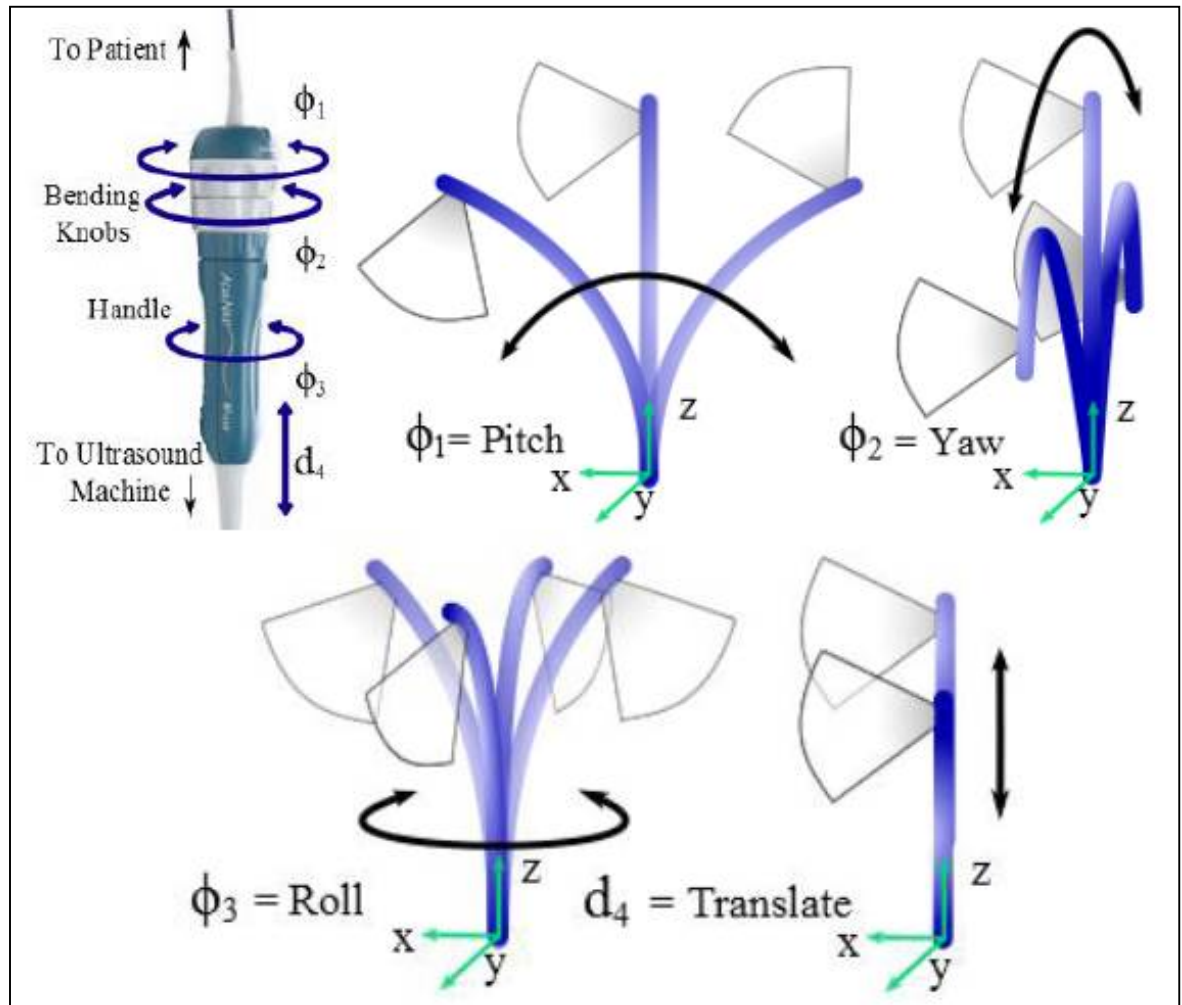 To Patient
ϕ1
Bending
Knobs
ϕ2
Handle
ϕ3
To Ultrasound
Machine
d4
ϕ1= Pitch
z
x
y
ϕ2 = Yaw
z
x
y
ϕ3 = Roll
z
x
y
d4 = Translate
z
x
y